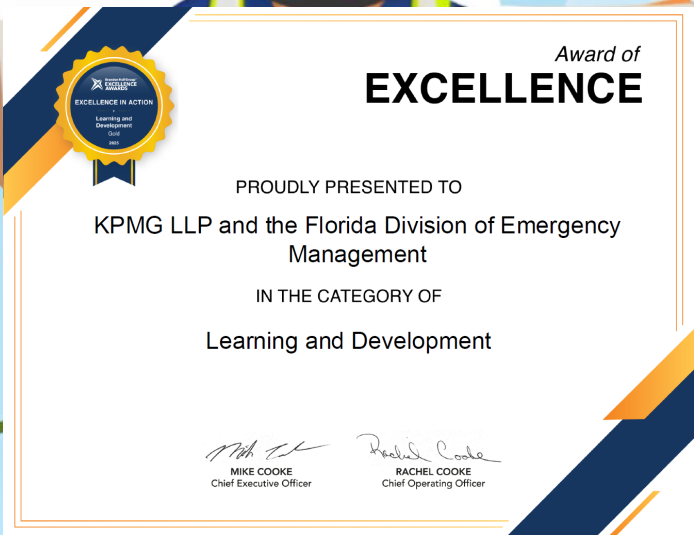 Brandon Hall Group
EXCELLENCE
AWARDS
EXCELLENCE IN ACTION
Learning and
Development
Gold
2023
Award of
EXCELLENCE
PROUDLY PRESENTED TO
KPMG LLP and the Florida Division of Emergency
Management
IN THE CATEGORY OF
Learning and Development
MIKE COOKE
Chief Executive Officer
Rachel Cooke
RACHEL COOKE
Chief Operating Officer